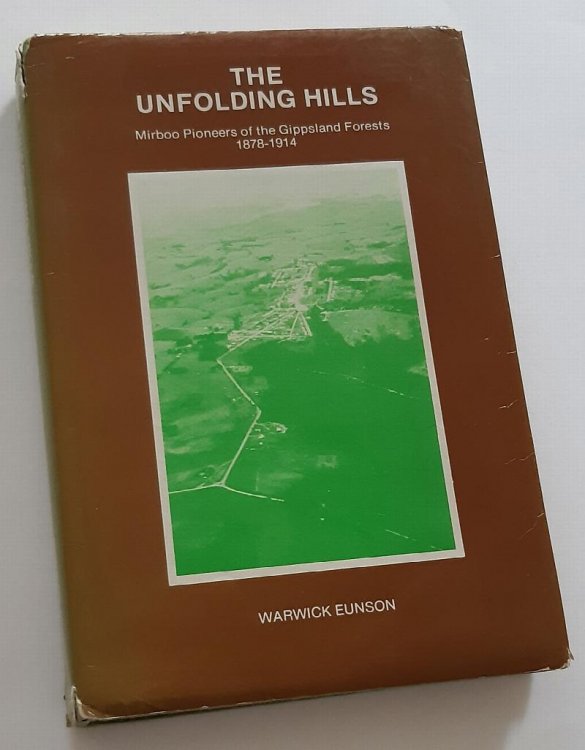 THE
UNFOLDING HILLS
Mirboo Pioneers of the Gippsland Forests
1878-1914
WARWICK EUNSON